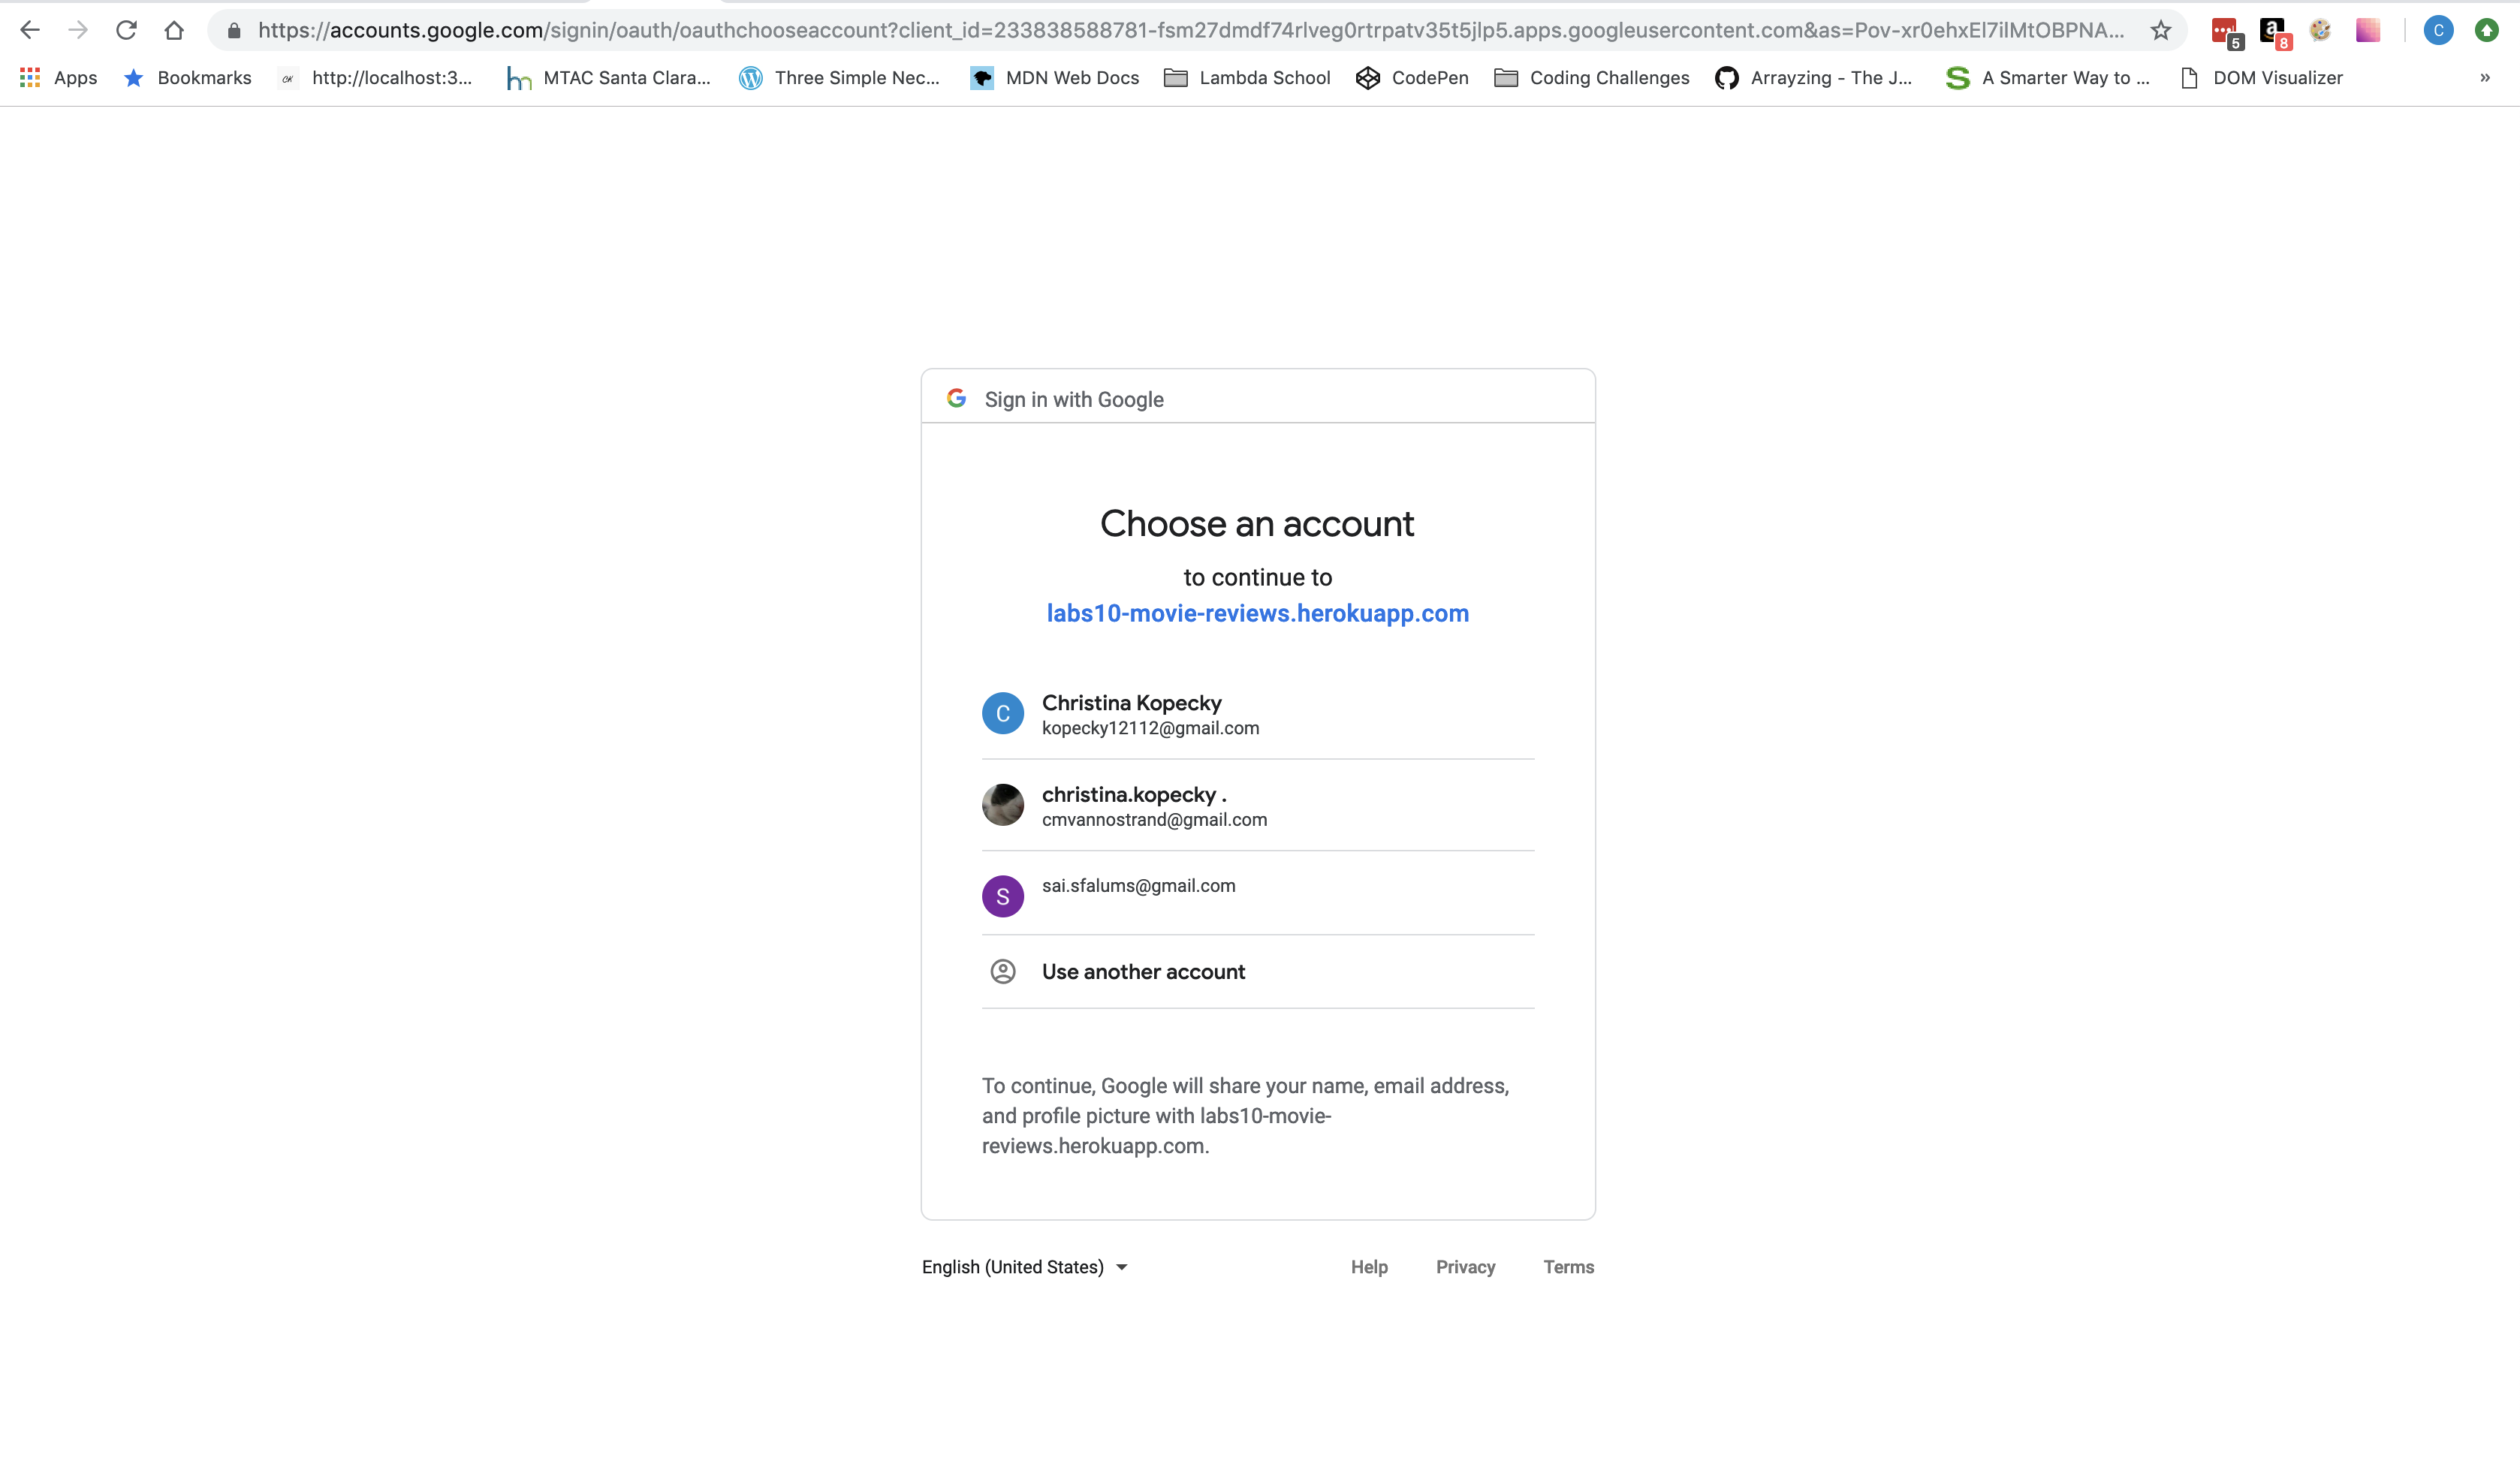 https://accounts.google.com/signin/oauth/oauthchooseaccount?client_id=233838588781-fsm27dmdf74rlveg0rtrpatv35t5jlp5.apps.googleusercontent.com&as=Pov-xr0ehxEl7ilMtOBPNA... 5 8 C
Apps Bookmarks CK http://localhost:3... hn MTAC Santa Clara... Three Simple Nec... MDN Web Docs Lambda School CodePen Coding Challenges Arrayzing - The J... A Smarter Way to ... DOM Visualizer »
Sign in with Google
Choose an account
to continue to
labs10-movie-reviews.herokuapp.com
C
Christina Kopecky
kopecky12112@gmail.com
christina.kopecky .
cmvannostrand@gmail.com
S
sai.sfalums@gmail.com
Use another account
To continue, Google will share your name, email address,
and profile picture with labs10-movie-
reviews.herokuapp.com.
English (United States) Help Privacy Terms